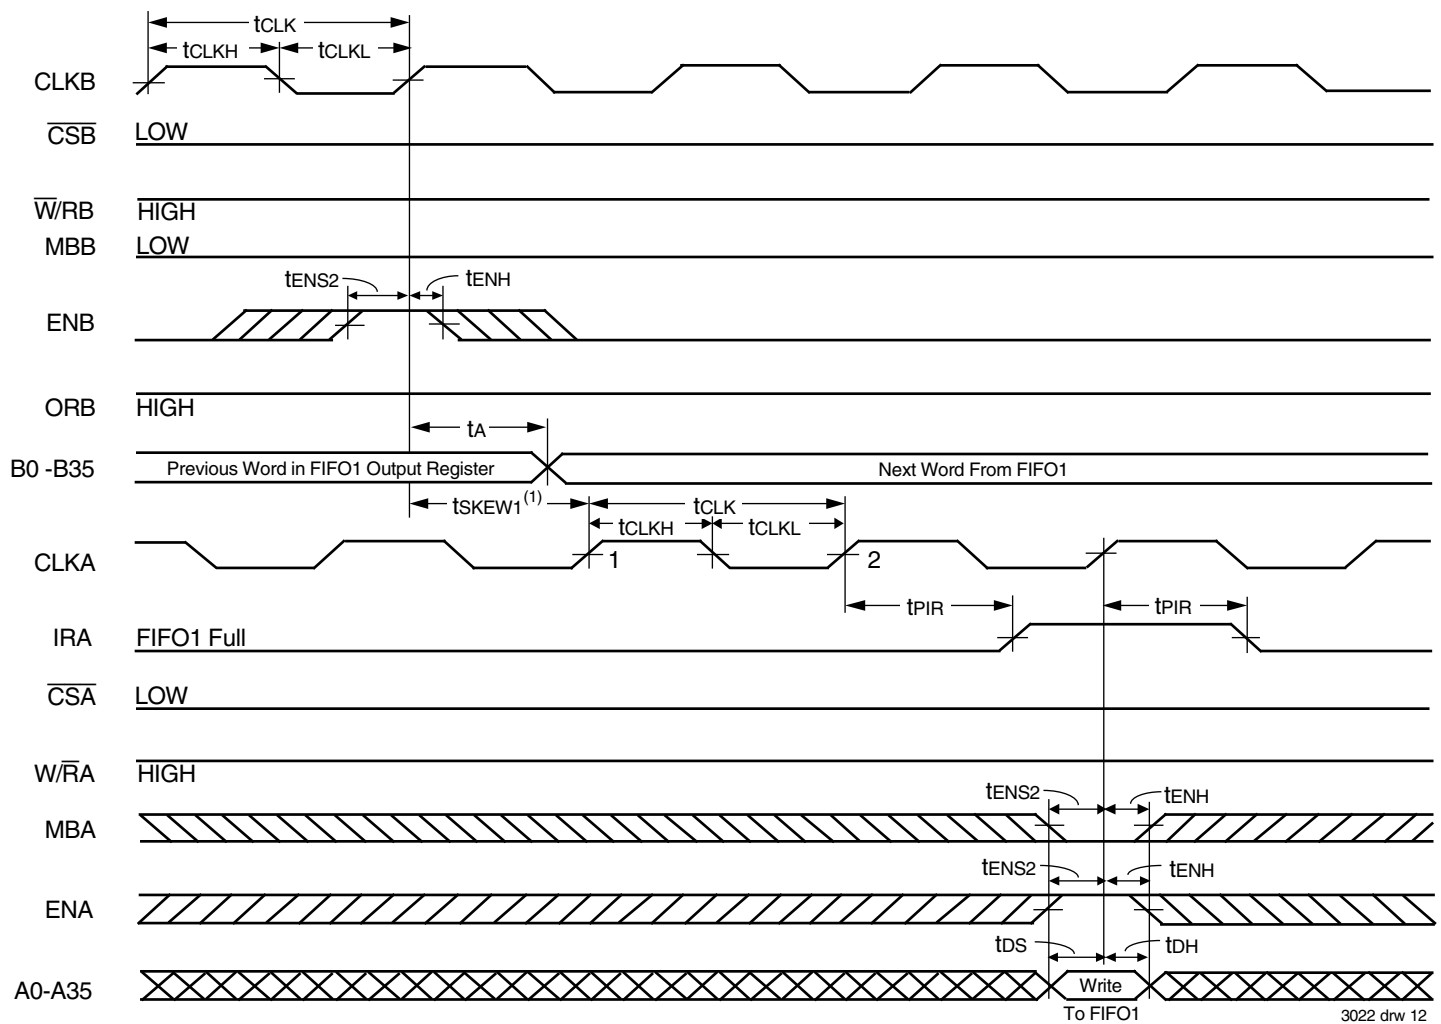 tCLK
tCLKH tCLKL
CLKB
CSB LOW
W/RB HIGH
MBB LOW
tENS2 tENH
ENB
ORB HIGH
tA
B0 -B35 Previous Word in FIFO1 Output Register Next Word From FIFO1
tSKEW1(1) tCLK
tCLKH tCLKL
CLKA 1 2
tPIR tPIR
IRA FIFO1 Full
CSA LOW
W/RA HIGH
tENS2 tENH
MBA
tENS2 tENH
ENA
tDS tDH
A0-A35 Write
To FIFO1
3022 drw 12